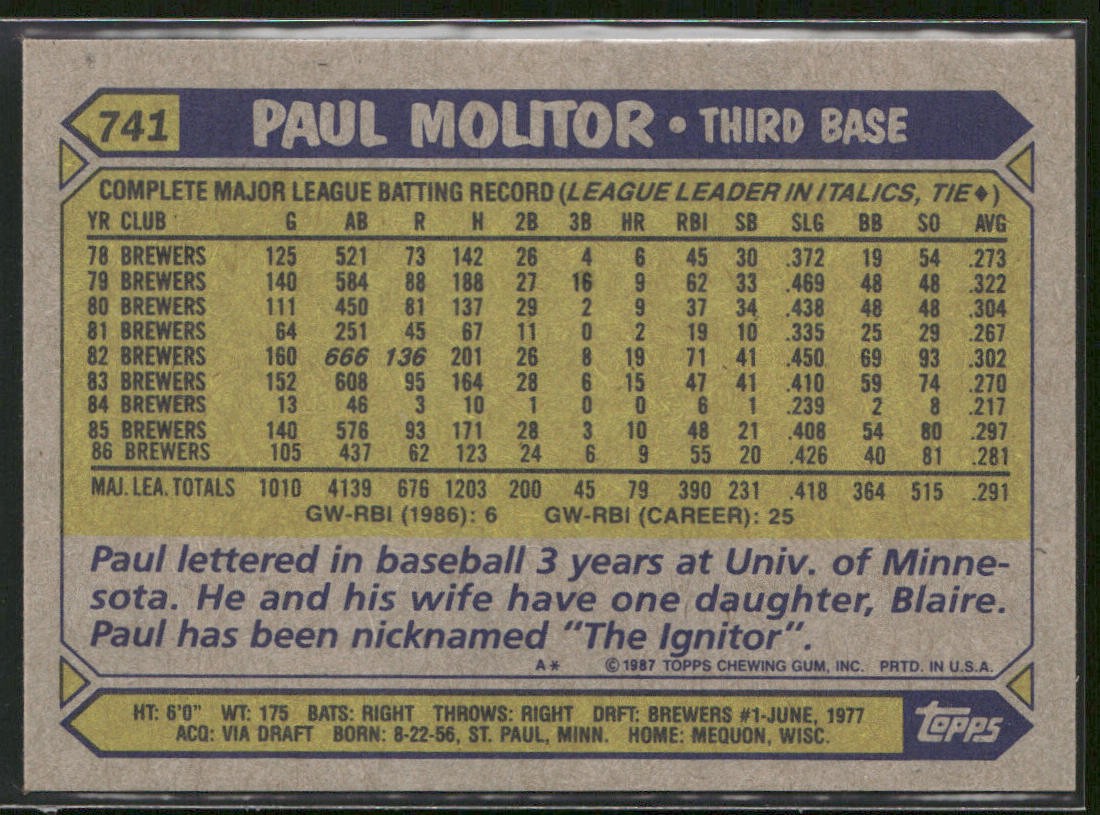 741 PAUL MOLITOR • THIRD BASE
COMPLETE MAJOR LEAGUE BATTING RECORD (LEAGUE LEADER IN ITALICS, TIE♦)
YR CLUB G AB R H 2B 3B HR RBI SB SLG BB SO AVG
78 BREWERS 125 521 73 142 26 4 6 45 30 .372 19 54 .273
79 BREWERS 140 584 88 188 27 16 9 62 33 .469 48 48 .322
80 BREWERS 111 450 81 137 29 2 9 37 34 .438 48 48 .304
81 BREWERS 64 251 45 67 11 0 2 19 10 .335 25 29 .267
82 BREWERS 160 666 136 201 26 8 19 71 41 .450 69 93 .302
83 BREWERS 152 608 95 164 28 6 15 47 41 .410 59 74 .270
84 BREWERS 13 46 3 10 1 0 0 6 1 .239 2 8 .217
85 BREWERS 140 576 93 171 28 3 10 48 21 .408 54 80 .297
86 BREWERS 105 437 62 123 24 6 9 55 20 .426 40 81 .281
MAJ. LEA. TOTALS 1010 4139 676 1203 200 45 79 390 231 .418 364 515 .291
GW-RBI (1986): 6 GW-RBI (CAREER): 25
Paul lettered in baseball 3 years at Univ. of Minne-
sota. He and his wife have one daughter, Blaire.
Paul has been nicknamed "The Ignitor".
A* ©1987 TOPPS CHEWING GUM, INC. PRTD. IN U.S.A.
HT: 6'0" WT: 175 BATS: RIGHT THROWS: RIGHT DRFT: BREWERS #1-JUNE, 1977
ACQ: VIA DRAFT BORN: 8-22-56, ST. PAUL, MINN. HOME: MEQUON, WISC.
Topps